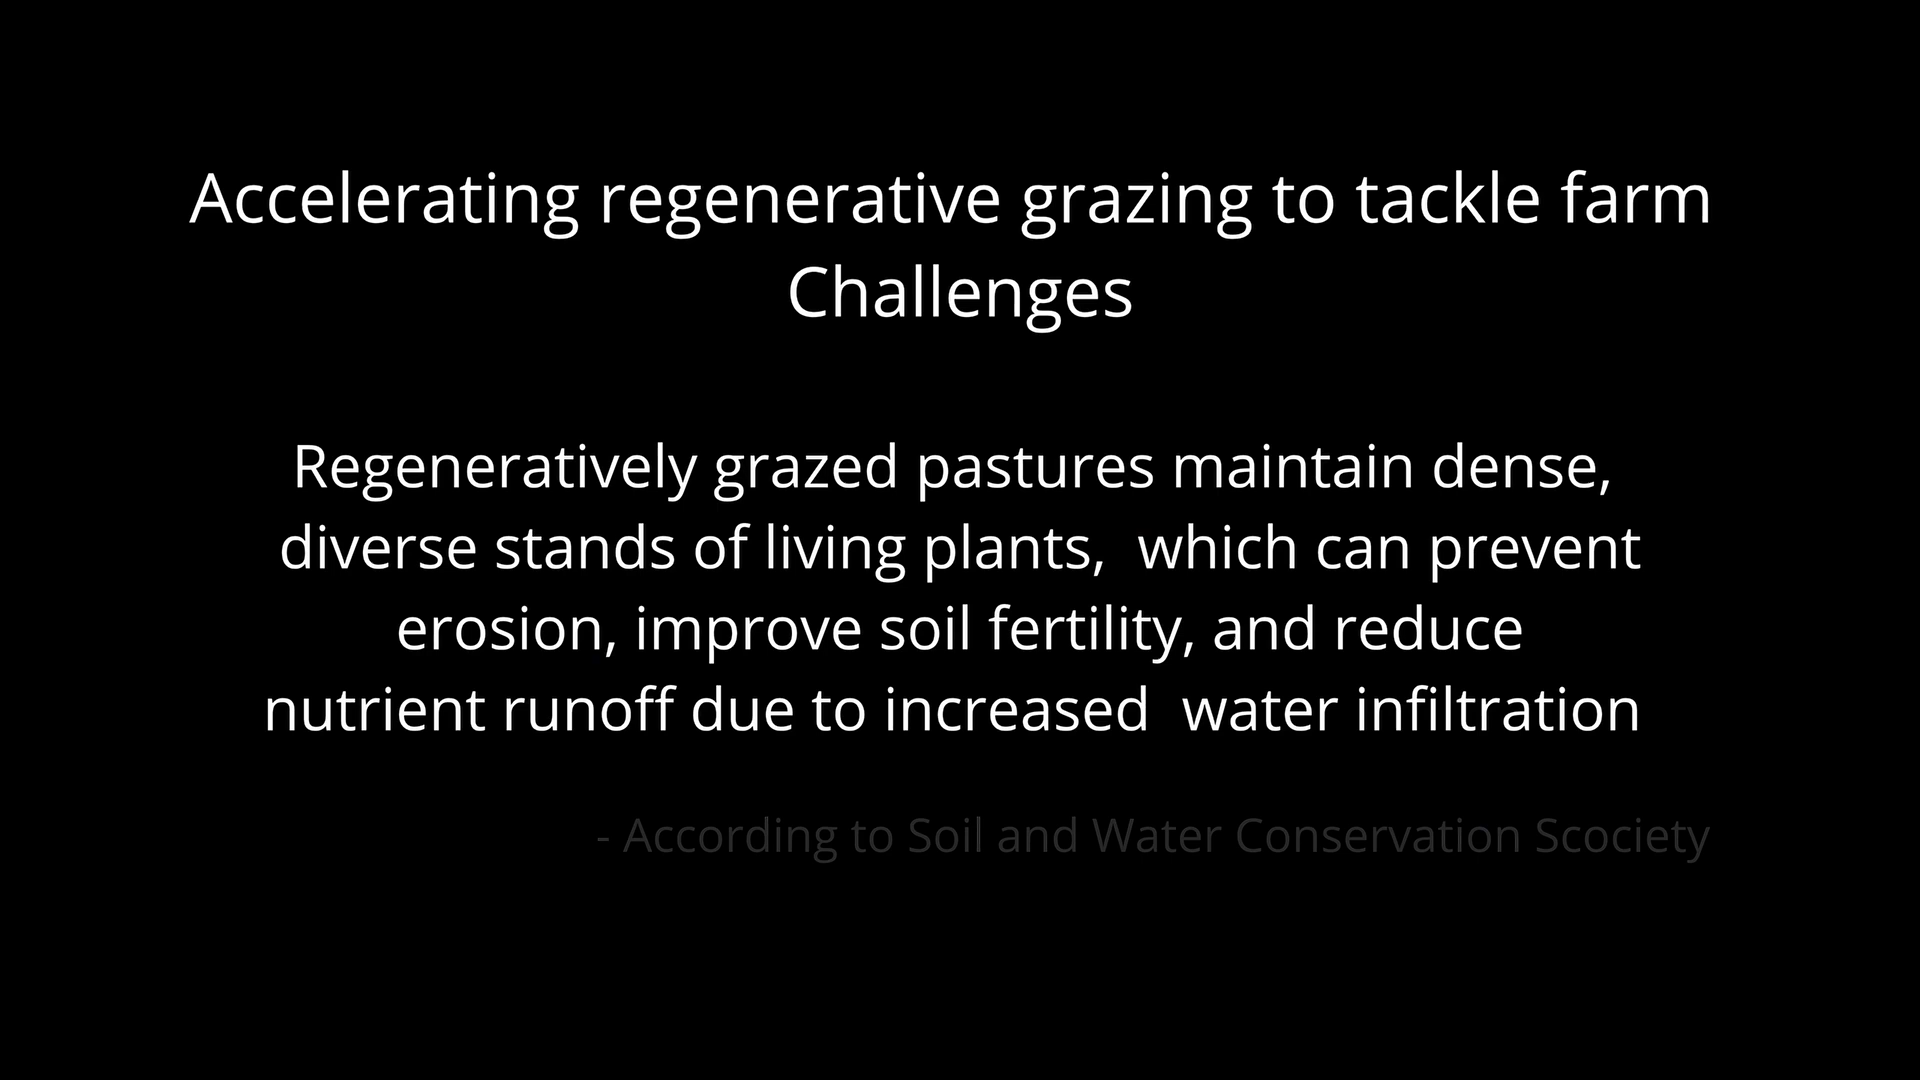 Accelerating regenerative grazing to tackle farm
Challenges
Regeneratively grazed pastures maintain dense,
diverse stands of living plants,  which can prevent
erosion, improve soil fertility, and reduce
nutrient runoff due to increased  water infiltration
- According to Soil and Water Conservation Scociety